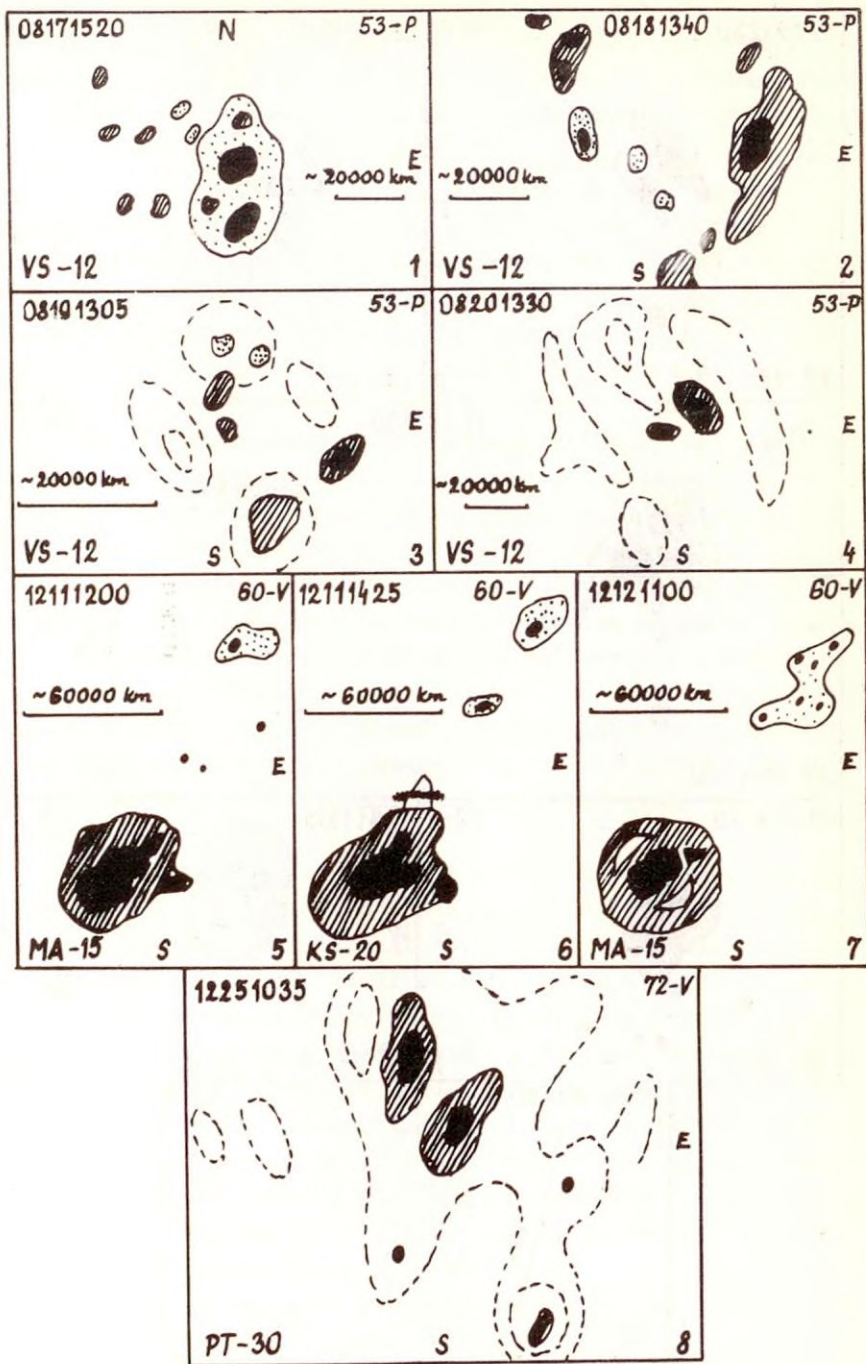 08171520 N 53-P
E
~20000 km
VS-12 1
08181340 53-P
E
~20000 km
VS-12 S 2
08191305 53-P
E
~20000 km
VS-12 S 3
08201330 53-P
E
~20000 km
VS-12 S 4
12111200 60-V
~60000 km
E
MA-15 S 5
12111425 60-V
~60000 km
E
KS-20 S 6
12121100 60-V
~60000 km
E
MA-15 S 7
12251035 72-V
E
PT-30 S 8